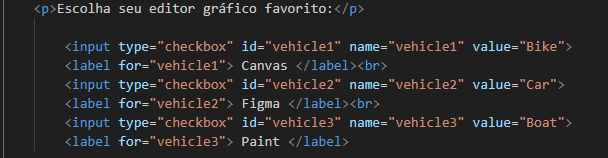 <p>Escolha seu editor gráfico favorito:</p>
<input type="checkbox" id="vehicle1" name="vehicle1" value="Bike">
<label for="vehicle1"> Canvas </label><br>
<input type="checkbox" id="vehicle2" name="vehicle2" value="Car">
<label for="vehicle2"> Figma </label><br>
<input type="checkbox" id="vehicle3" name="vehicle3" value="Boat">
<label for="vehicle3"> Paint </label>